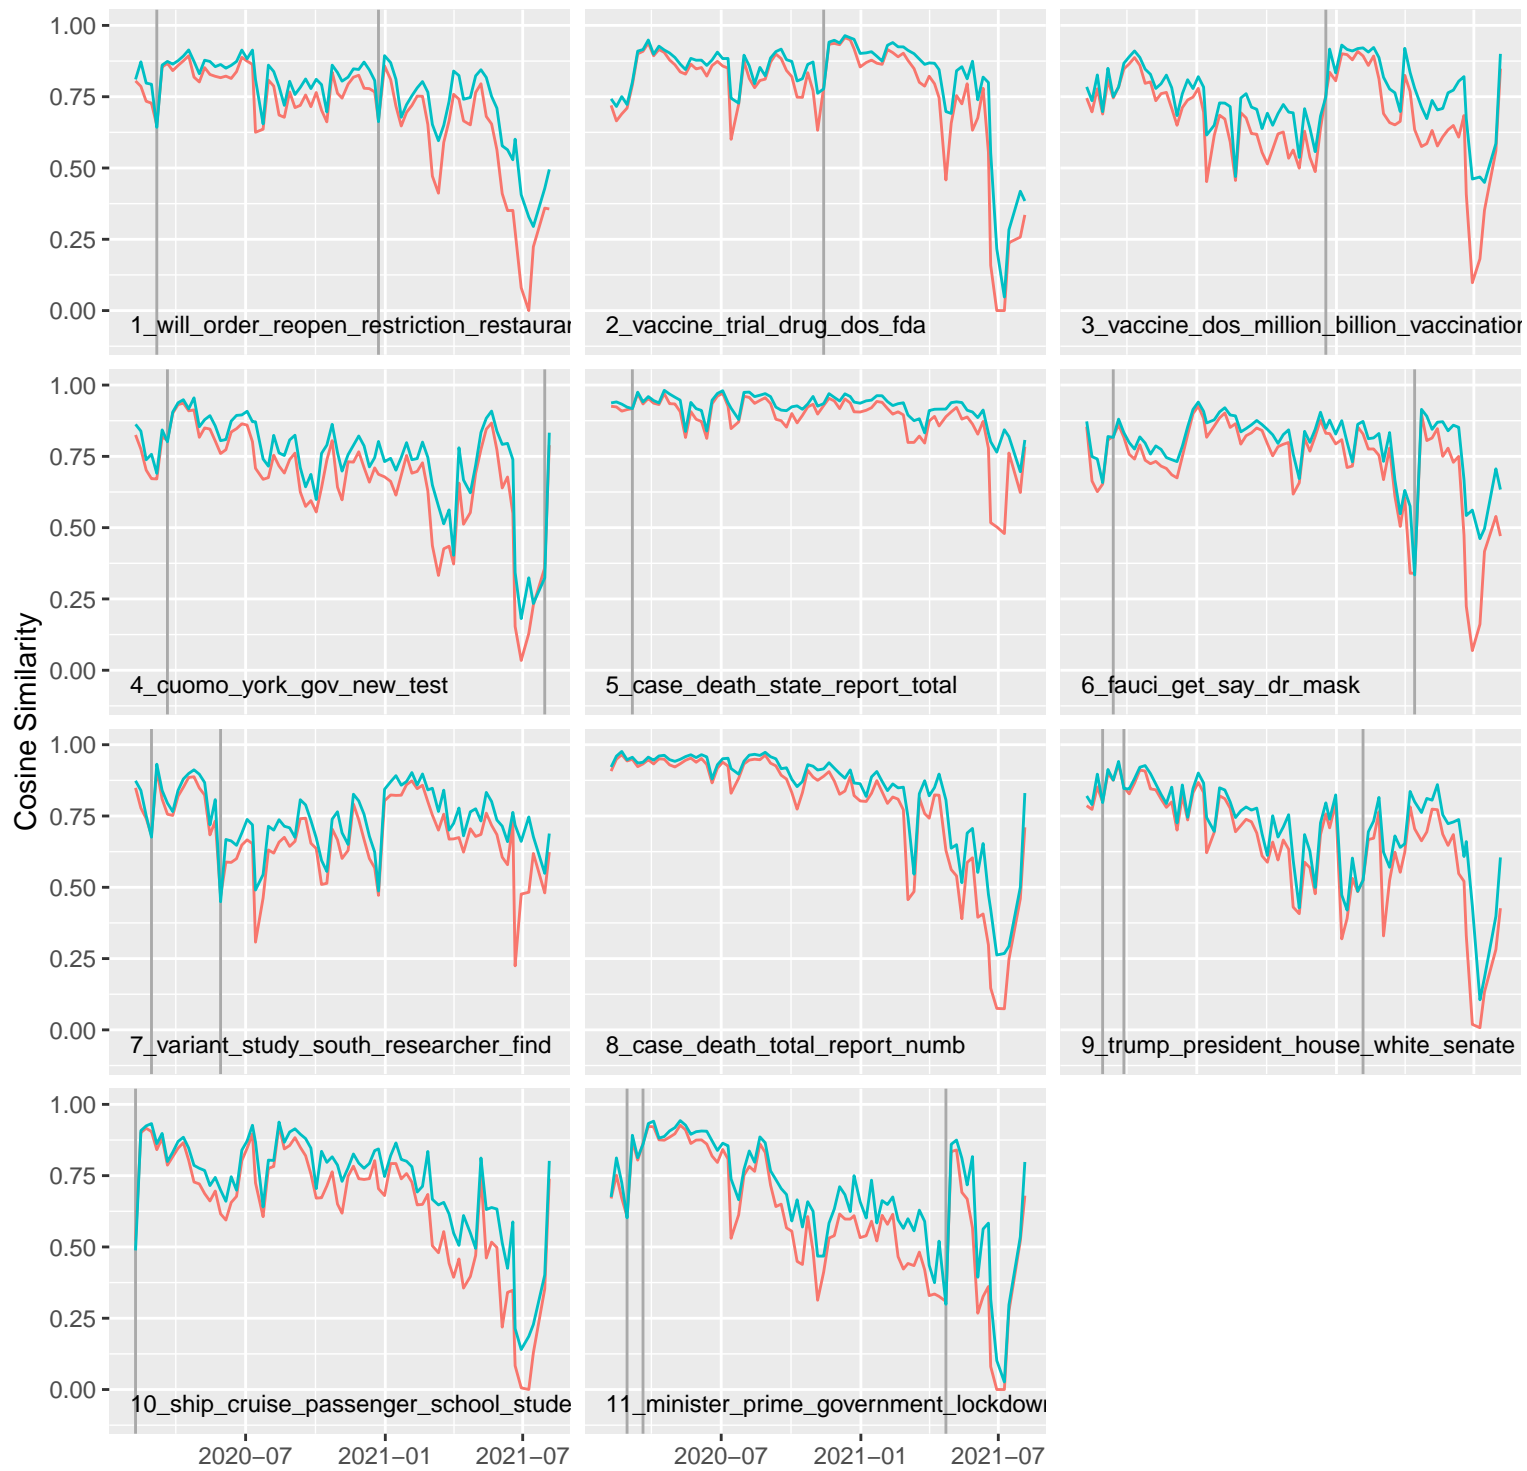 1.00
0.75
0.50
0.25
0.00
1_will_order_reopen_restriction_restauran
2_vaccine_trial_drug_dos_fda
3_vaccine_dos_million_billion_vaccination
1.00
0.75
0.50
0.25
0.00
4_cuomo_york_gov_new_test
5_case_death_state_report_total
6_fauci_get_say_dr_mask
Cosine Similarity
1.00
0.75
0.50
0.25
0.00
7_variant_study_south_researcher_find
8_case_death_total_report_numb
9_trump_president_house_white_senate
1.00
0.75
0.50
0.25
0.00
10_ship_cruise_passenger_school_stude
11_minister_prime_government_lockdown
2020−07
2021−01
2021−07
2020−07
2021−01
2021−07